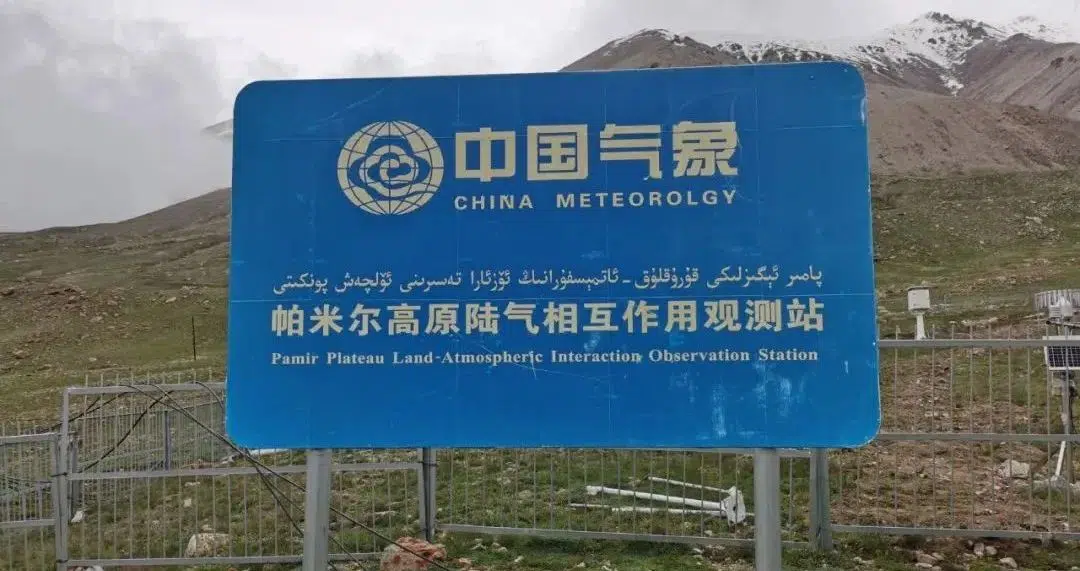 中国气象
CHINA METEOROLGY
پامىر ئېگىزلىكى قۇرۇقلۇق - ئاتمېسفۇرانىڭ ئۆزئارا تەسىرىنى ئۆلچەش پونكىتى
帕米尔高原陆气相互作用观测站
Pamir Plateau Land-Atmospheric Interaction Observation Station